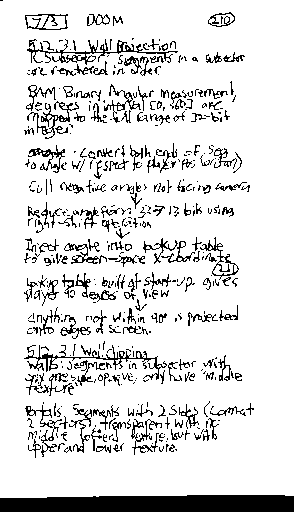 7/3 DOOM 210
5.12.3.1 Wall Projection
Subsector, segments in a subsector
are rendered in order
BAM: Binary Angular measurement,
degrees in interval [0, 360] are
mapped to the full range of 32-bit
integer.
convert both ends of seg
to angle w/ respect to player pos
Cull negative angles not facing camera
Reduce angle from 32 → 13 bits using
right-shift operation
Inject angle into lookup table
to give screen-space x-coordinate
211
Lookup table: built at start-up gives
player 90 degrees of view
Anything not within 90° is projected
onto edges of screen.
5.12.3.1 Wall clipping
Walls: segments in subsector with
only one side, opaque, only have "middle
texture"
Portals, segments with 2 sides (connect
2 sectors), transparent with no
middle texture, but with
upper and lower texture.